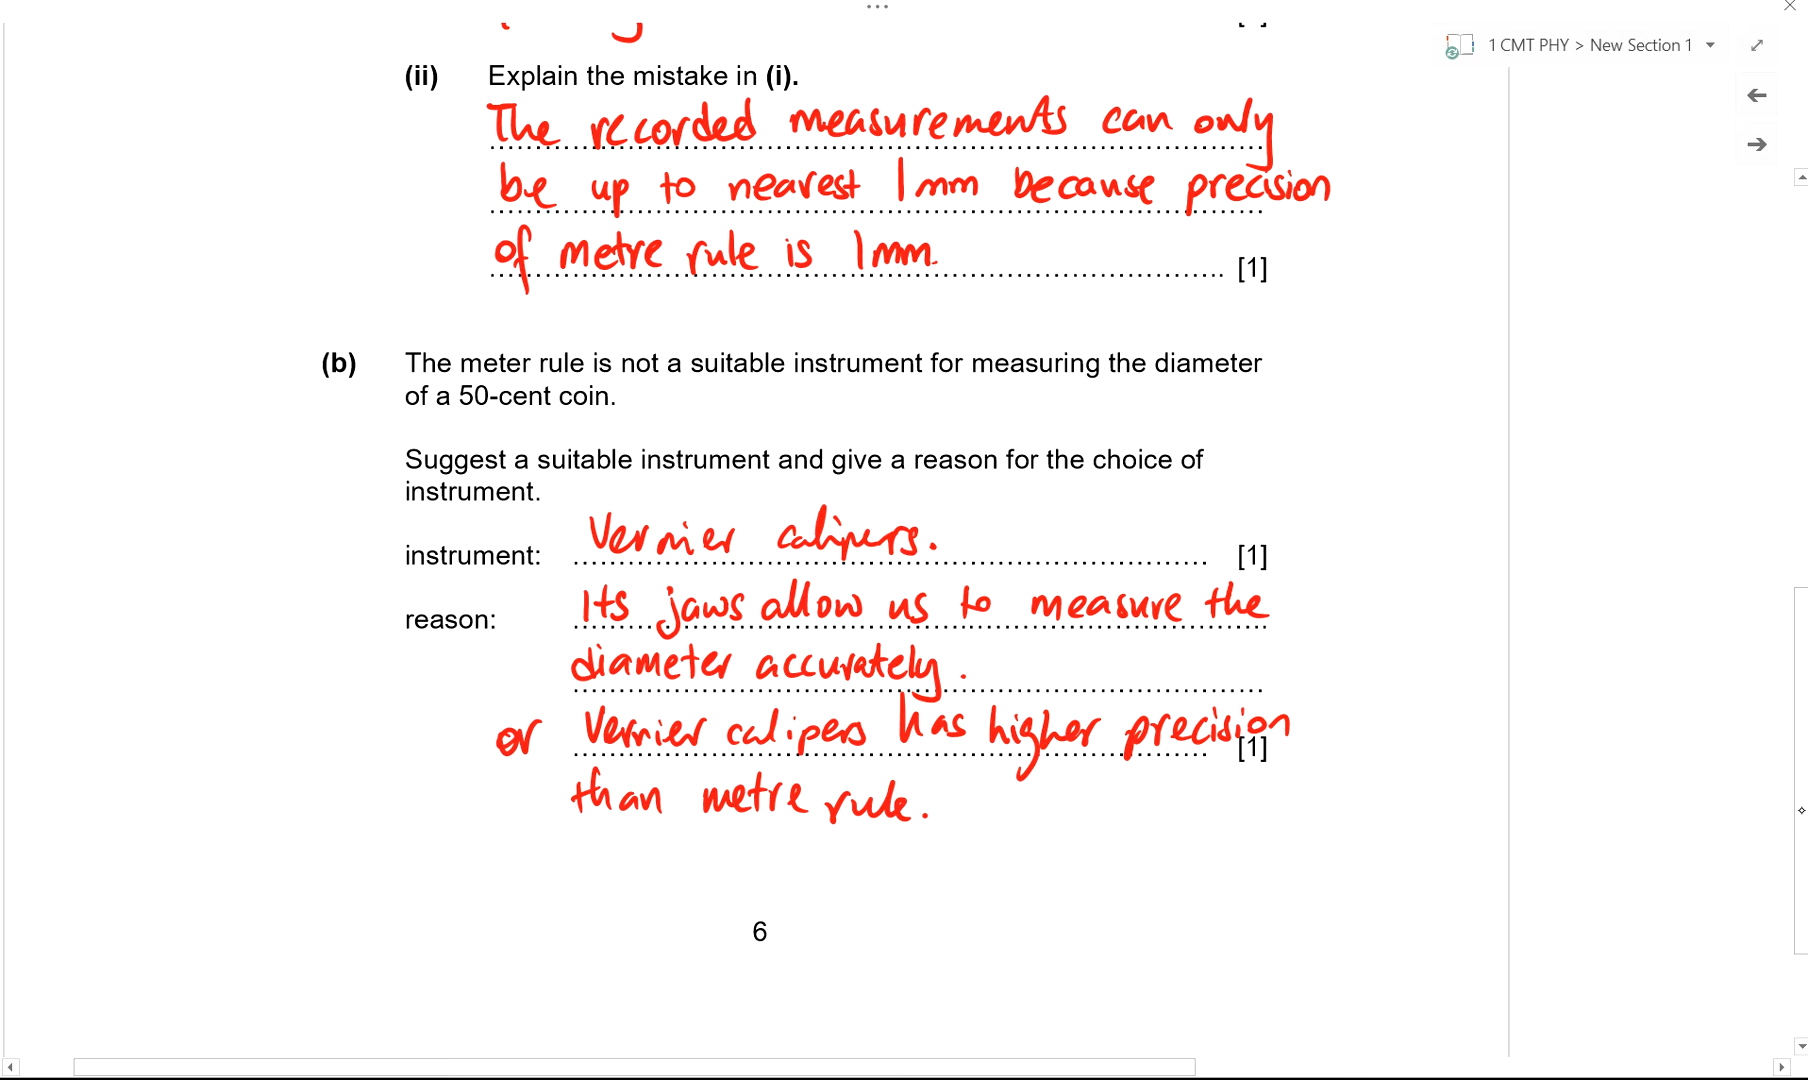 1 CMT PHY > New Section 1
(ii) Explain the mistake in (i).
The recorded measurements can only
be up to nearest 1mm because precision
of metre rule is 1mm. [1]
(b) The meter rule is not a suitable instrument for measuring the diameter
of a 50-cent coin.
Suggest a suitable instrument and give a reason for the choice of
instrument.
instrument: Vernier calipers. [1]
reason: Its jaws allow us to measure the
diameter accurately.
or Vernier calipers has higher precision [1]
than metre rule.
6